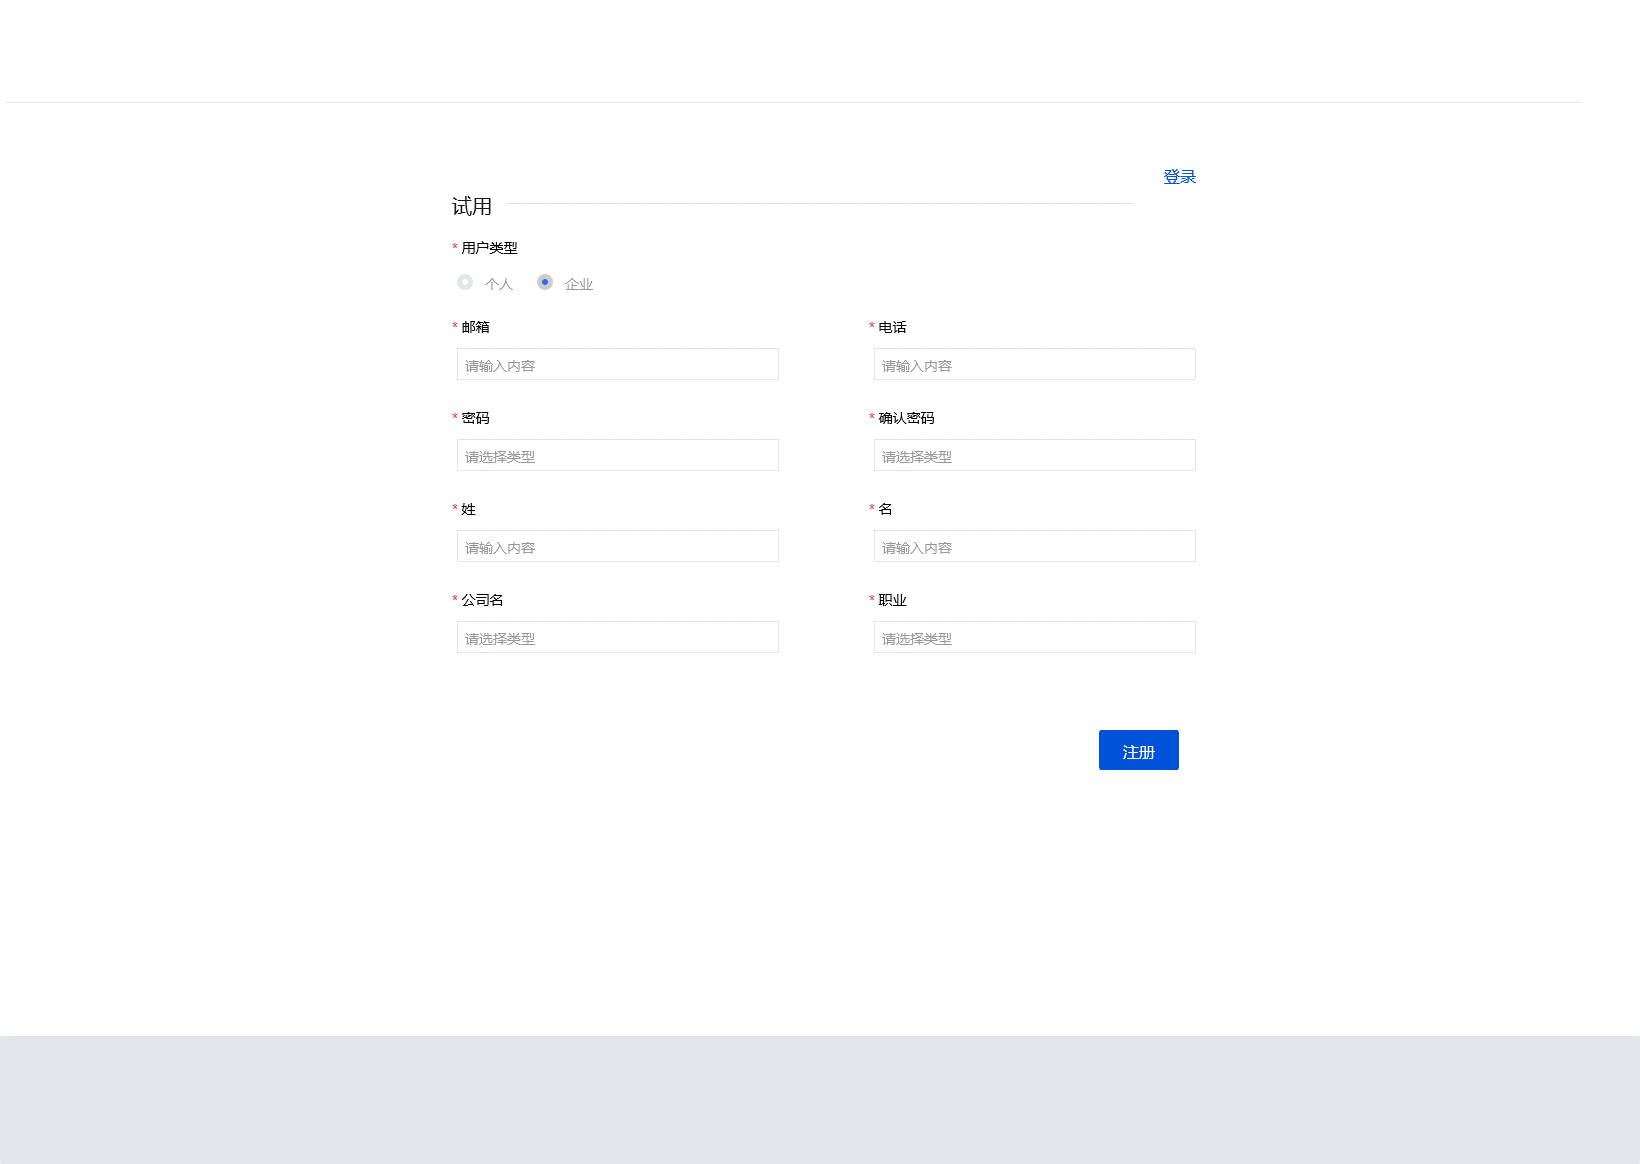 登录
试用
* 用户类型
个人 企业
* 邮箱 * 电话
请输入内容 请输入内容
* 密码 * 确认密码
请选择类型 请选择类型
* 姓 * 名
请输入内容 请输入内容
* 公司名 * 职业
请选择类型 请选择类型
注册